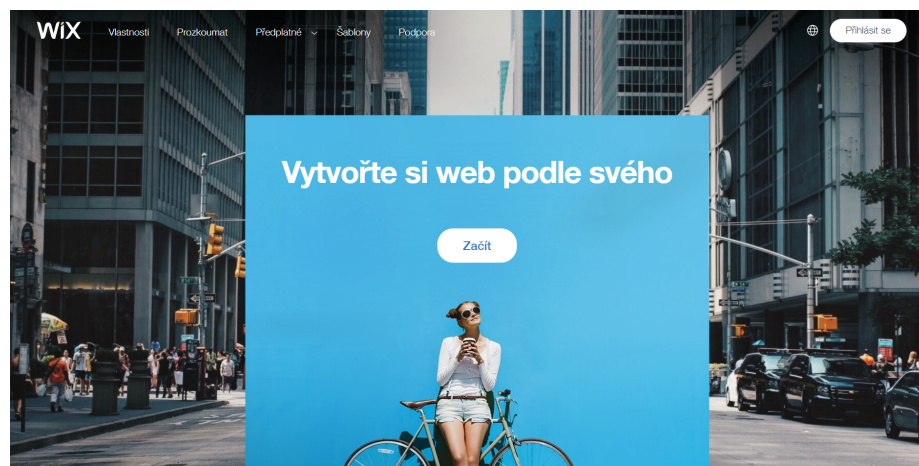 WiX
Vlastnosti Prozkoumat Předplatné Šablony Podpora Přihlásit se
Vytvořte si web podle svého
Začít